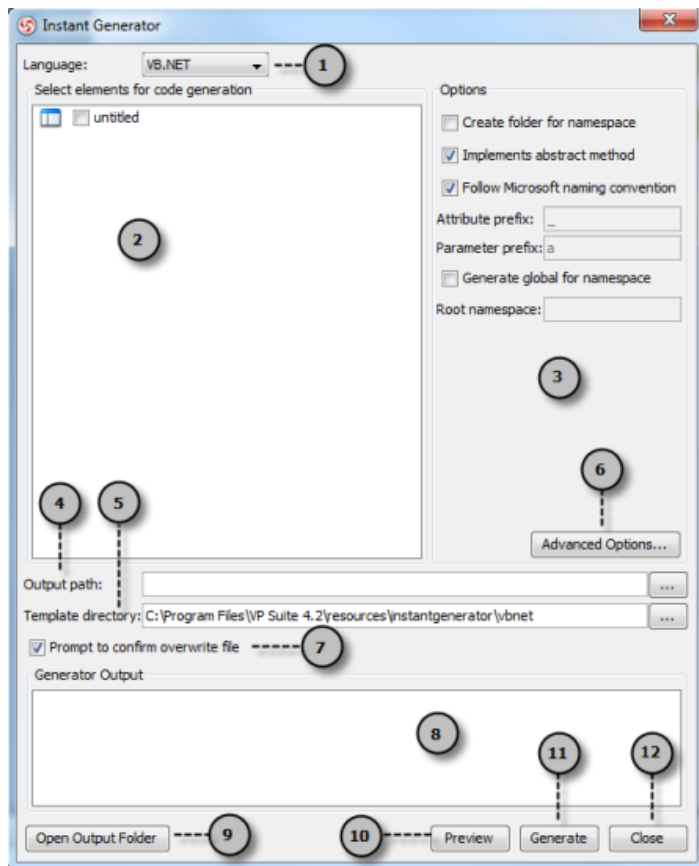 Instant Generator
Language: VB.NET 1
Select elements for code generation
untitled
2
Options
Create folder for namespace
Implements abstract method
Follow Microsoft naming convention
Attribute prefix: _
Parameter prefix: a
Generate global for namespace
Root namespace:
3
6
4 5
Advanced Options...
Output path: ...
Template directory: C:\Program Files\VP Suite 4.2\resources\instantgenerator\vbnet ...
Prompt to confirm overwrite file 7
Generator Output
8
11 12
Open Output Folder 9 10 Preview Generate Close